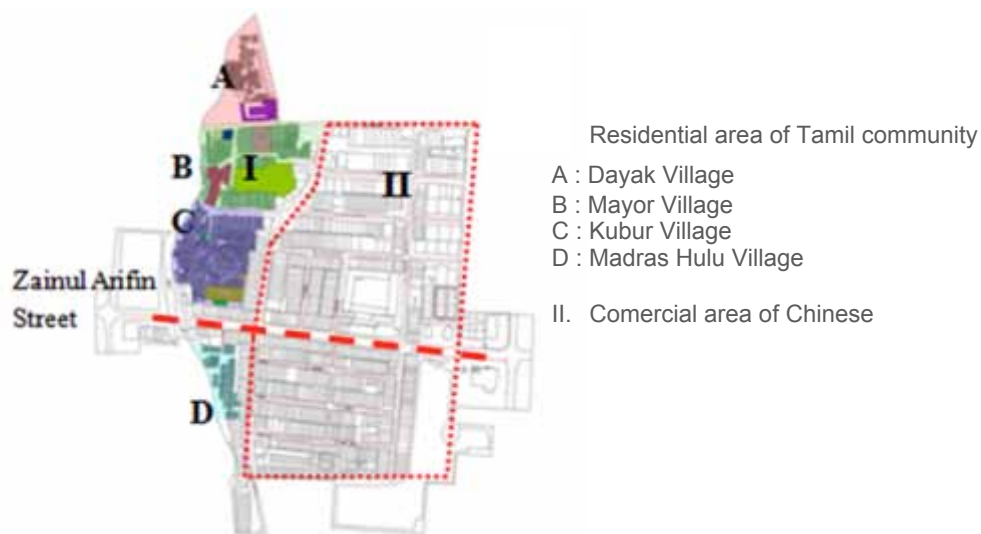 A
B
I
II
C
Zainul Arifin
Street
D
Residential area of Tamil community
A : Dayak Village
B : Mayor Village
C : Kubur Village
D : Madras Hulu Village
II. Comercial area of Chinese